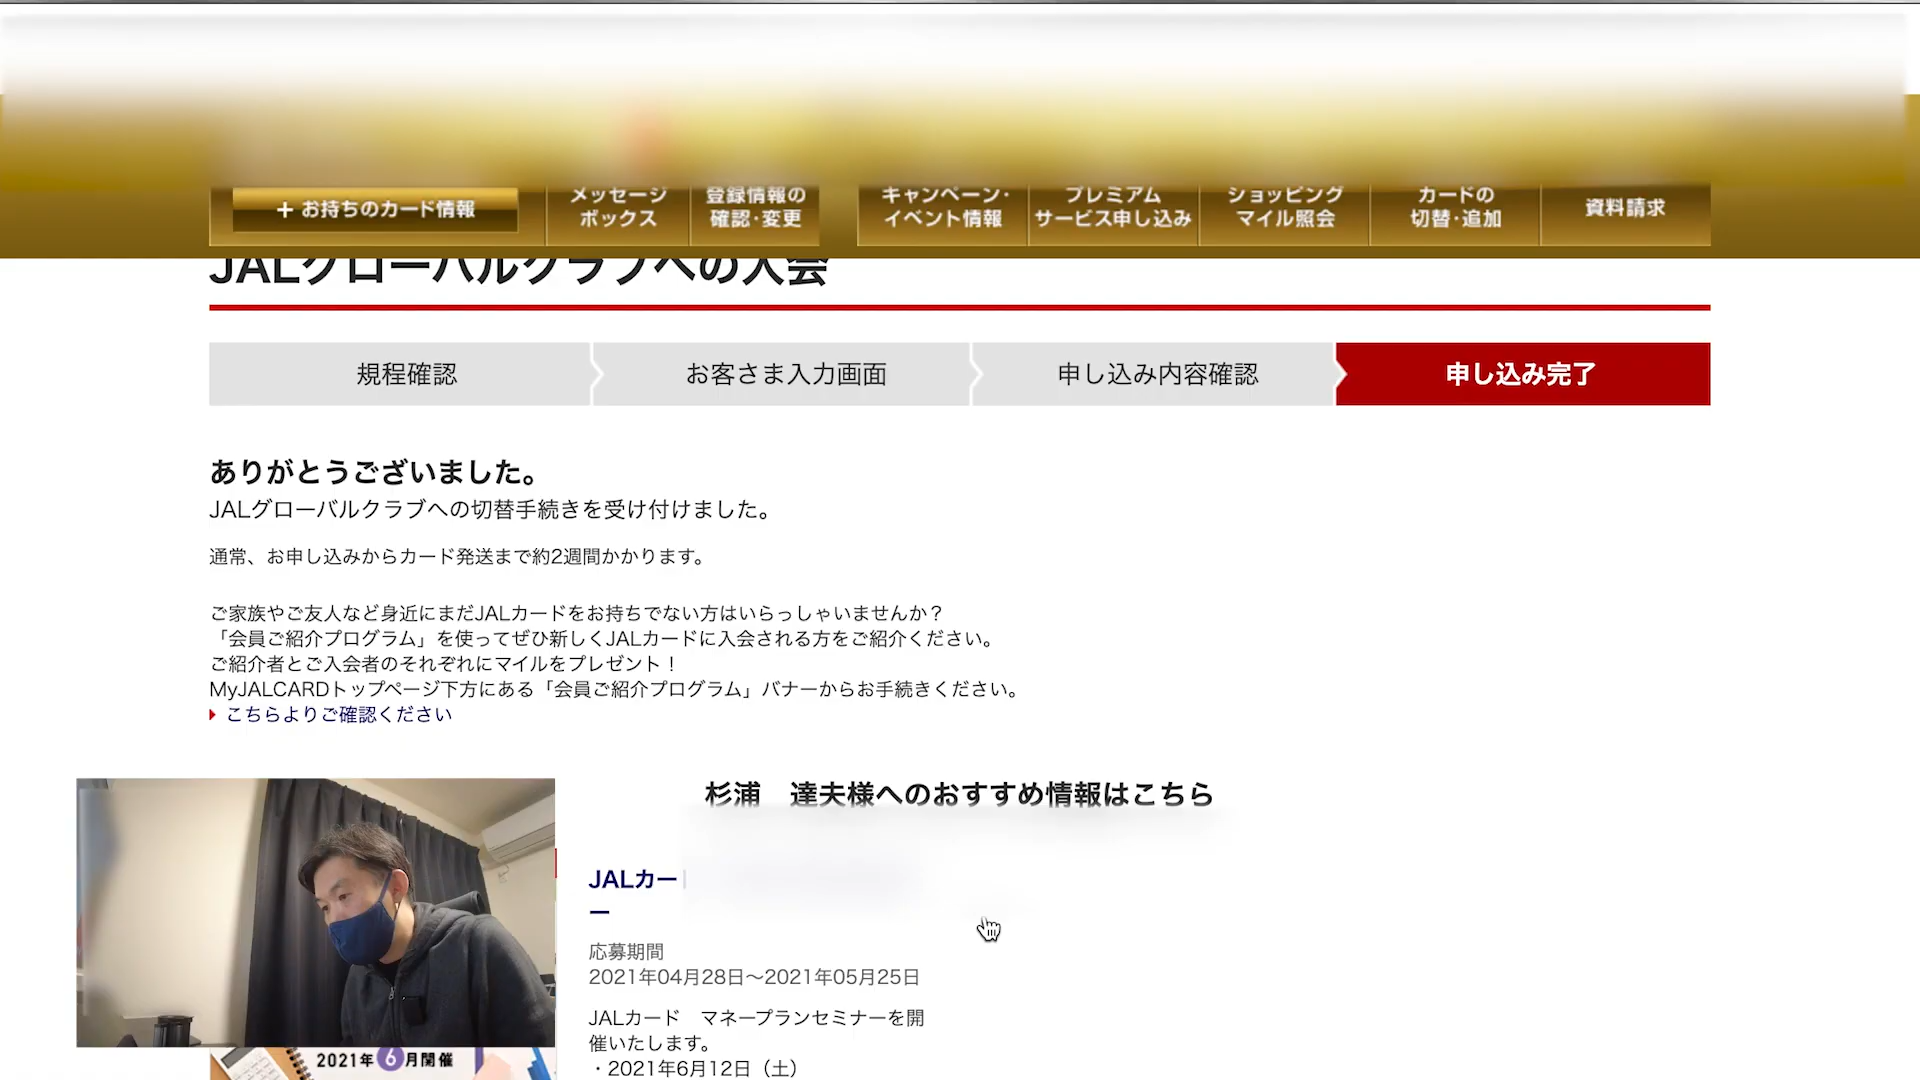 + お持ちのカード情報
メッセージ
ボックス
登録情報の
確認・変更
キャンペーン・
イベント情報
プレミアム
サービス申し込み
ショッピング
マイル照会
カードの
切替・追加
資料請求
JALグローバルクラブへの入会
規程確認
お客さま入力画面
申し込み内容確認
申し込み完了
ありがとうございました。
JALグローバルクラブへの切替手続きを受け付けました。
通常、お申し込みからカード発送まで約2週間かかります。
ご家族やご友人など身近にまだJALカードをお持ちでない方はいらっしゃいませんか？
「会員ご紹介プログラム」を使ってぜひ新しくJALカードに入会される方をご紹介ください。
ご紹介者とご入会者のそれぞれにマイルをプレゼント！
MyJALCARDトップページ下方にある「会員ご紹介プログラム」バナーからお手続きください。
こちらよりご確認ください
杉浦　達夫様へのおすすめ情報はこちら
JALカー
ー
応募期間
2021年04月28日～2021年05月25日
JALカード　マネープランセミナーを開
催いたします。
・2021年6月12日（土）
2021年6月開催